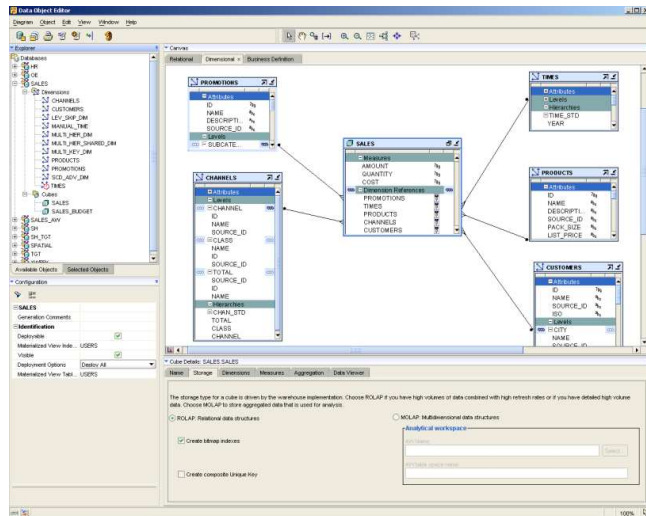 Data Object Editor
Diagram Object Edit View Window Help
Explorer
Databases
HR
OE
SALES
Dimensions
CHANNELS
CUSTOMERS
LEV_SKIP_DIM
MANUAL_TIME
MULTI_HIER_DIM
MULTI_HIER_SHARED_DIM
MULTI_KEY_DIM
PRODUCTS
PROMOTIONS
SCD_ADV_DIM
TIMES
Cubes
SALES
SALES_BUDGET
SALES_AW
SH
SH_TGT
SPATIAL
TGT
Available Objects Selected Objects
Configuration
SALES
Generation Comments
Identification
Deployable
Materialized View Inde... USERS
Visible
Deployment Options Deploy All
Materialized View Tabl... USERS
Canvas
Relational Dimensional Business Definition
PROMOTIONS
Attributes
ID
NAME
DESCRIPTI...
SOURCE_ID
Levels
SUBCATE...
CHANNELS
Attributes
Levels
CHANNEL
ID
NAME
SOURCE_ID
CLASS
NAME
ID
SOURCE_ID
TOTAL
SOURCE_ID
ID
NAME
Hierarchies
CHAN_STD
TOTAL
CLASS
CHANNEL
SALES
Measures
AMOUNT
QUANTITY
COST
Dimension References
PROMOTIONS
TIMES
PRODUCTS
CHANNELS
CUSTOMERS
TIMES
Attributes
Levels
Hierarchies
TIME_STD
YEAR
PRODUCTS
Attributes
ID
NAME
DESCRIPTI...
SOURCE_ID
PACK_SIZE
LIST_PRICE
CUSTOMERS
Attributes
ID
NAME
SOURCE_ID
ISO
Levels
CITY
NAME
SOURCE_ID
Cube Details: SALES.SALES
Name Storage Dimensions Measures Aggregation Data Viewer
The storage type for a cube is driven by the warehouse implementation. Choose ROLAP if you have high volumes of data combined with high refresh rates or if you have detailed high volume
data. Choose MOLAP to store aggregated data that is used for analysis.
ROLAP: Relational data structures
MOLAP: Multidimensional data structures
Create bitmap indexes
Create composite Unique Key
Analytical workspace
Select...
100%